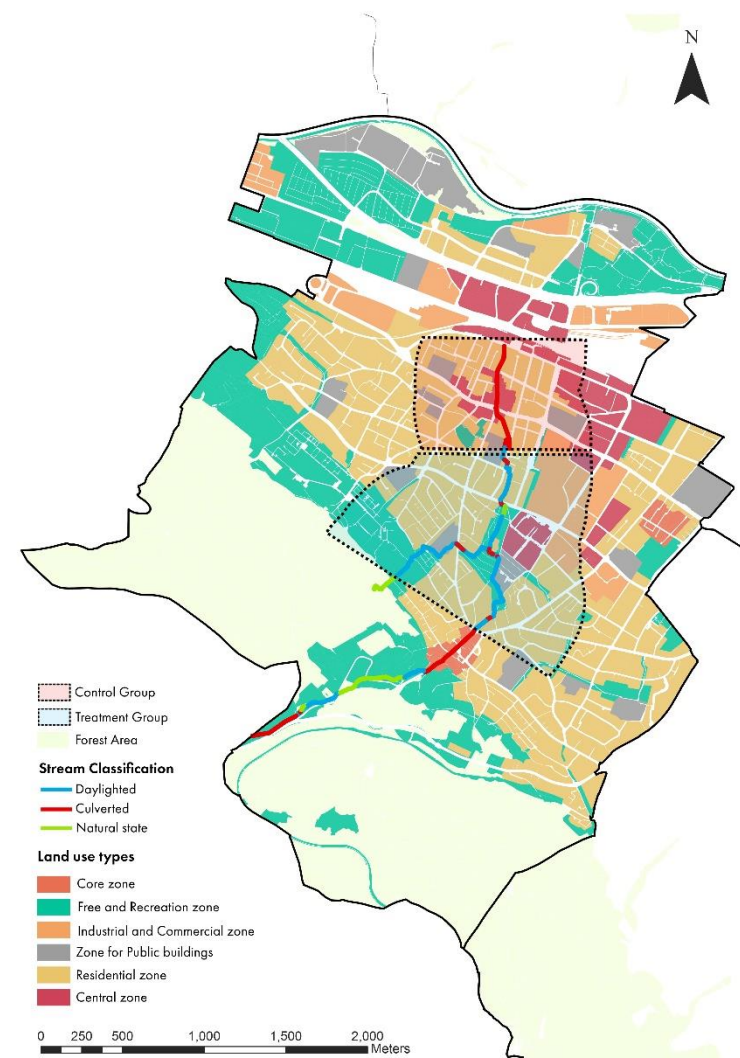 N
Control Group
Treatment Group
Forest Area
Stream Classification
Daylighted
Culverted
Natural state
Land use types
Core zone
Free and Recreation zone
Industrial and Commercial zone
Zone for Public buildings
Residential zone
Central zone
0 250 500 1,000 1,500 2,000
Meters